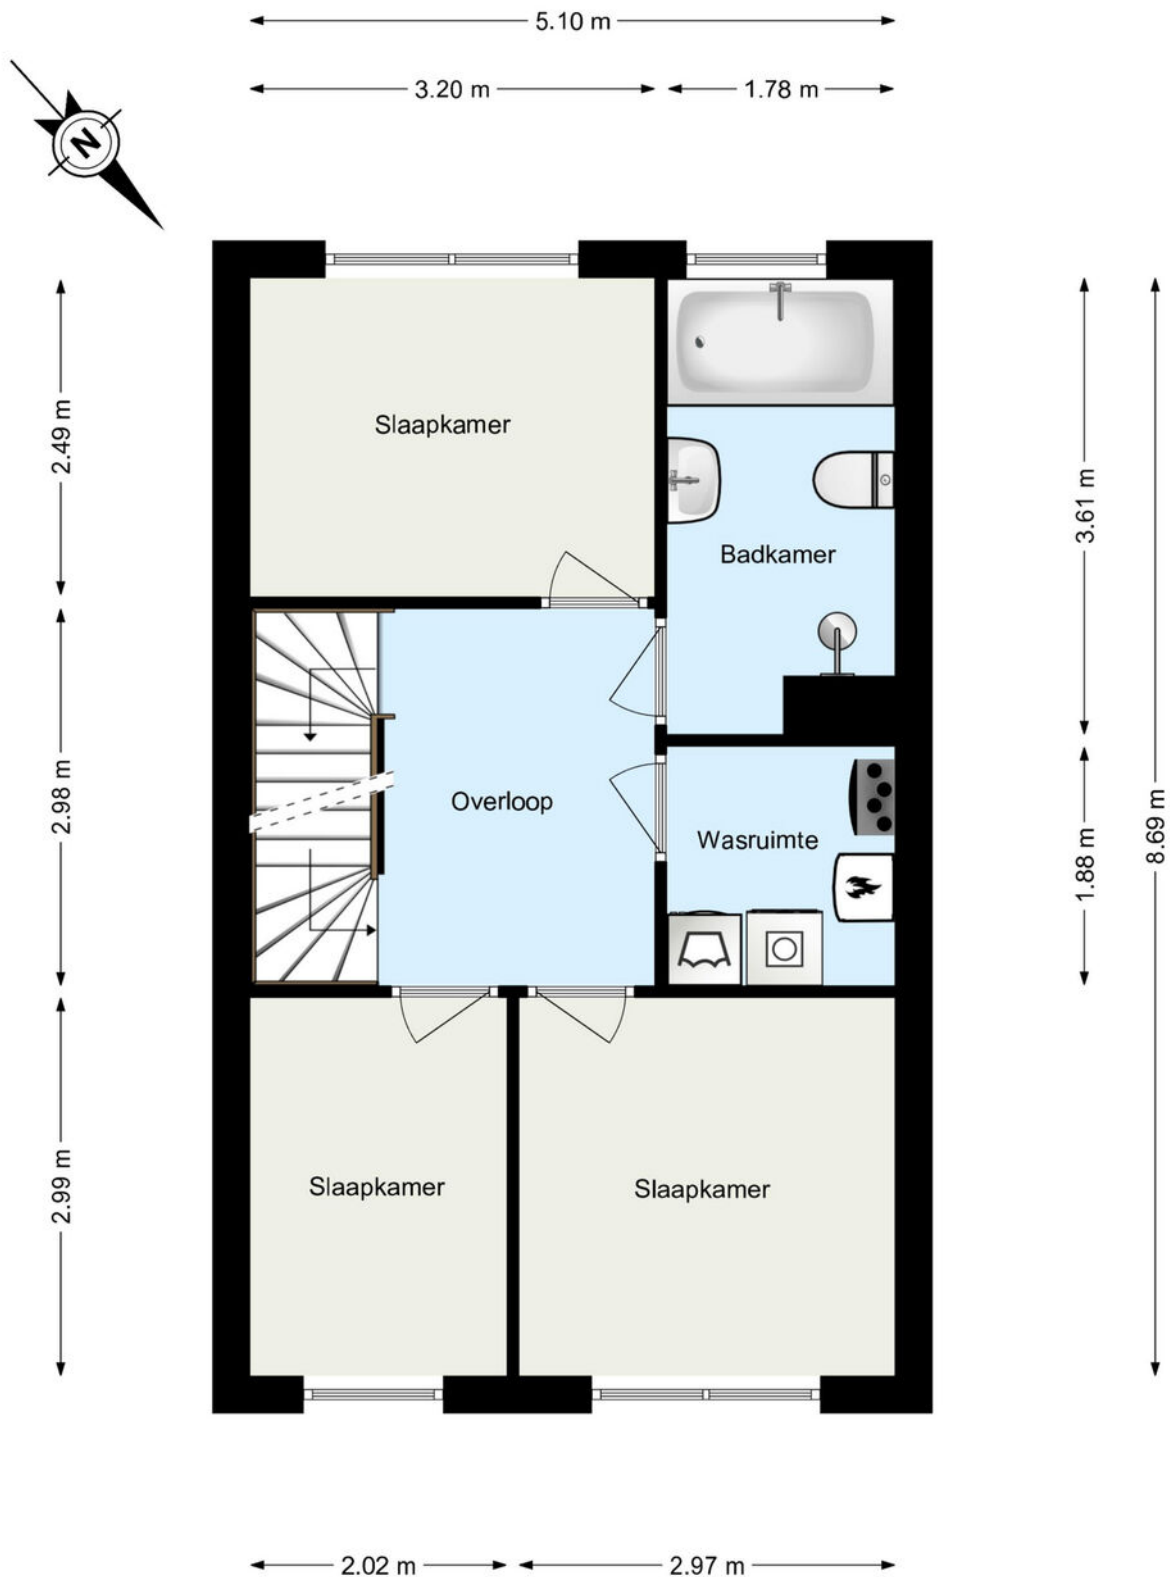 5.10 m
3.20 m
1.78 m
N
2.49 m
Slaapkamer
3.61 m
Badkamer
2.98 m
Overloop
Wasruimte
1.88 m
8.69 m
2.99 m
Slaapkamer
Slaapkamer
2.02 m
2.97 m